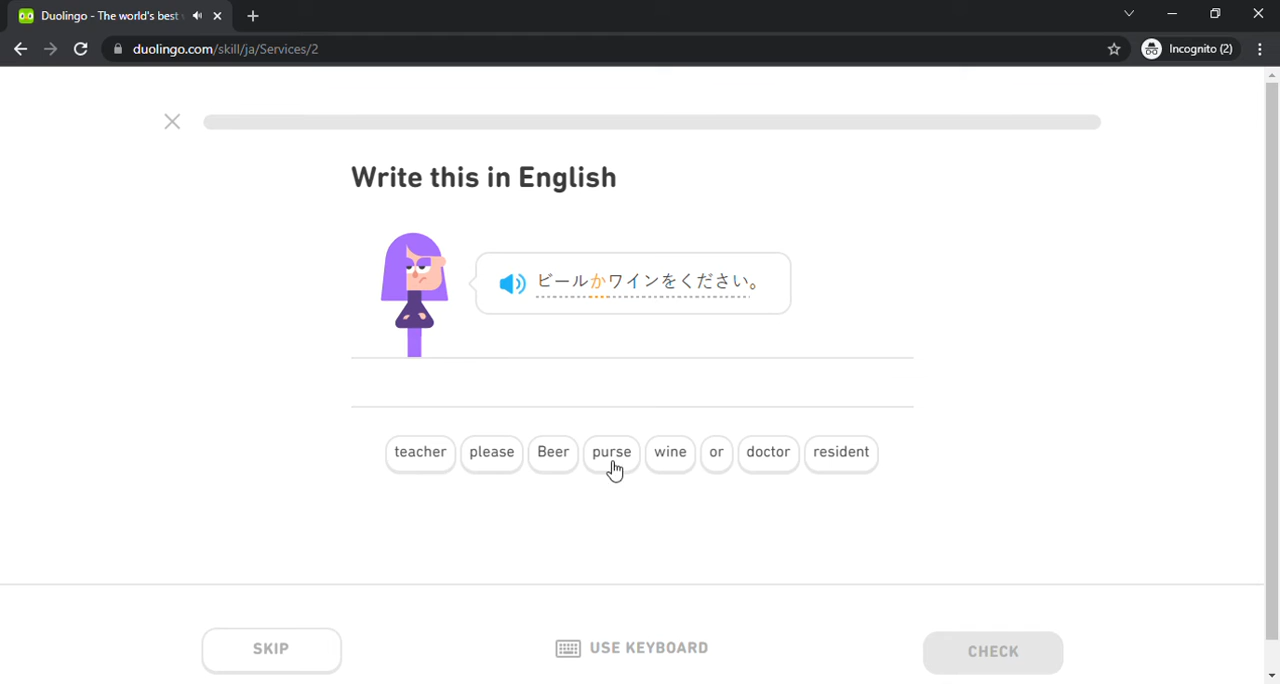 Duolingo - The world's best
duolingo.com/skill/ja/Services/2
Incognito (2)
Write this in English
ビールかワインをください。
teacher please Beer purse wine or doctor resident
SKIP
USE KEYBOARD
CHECK